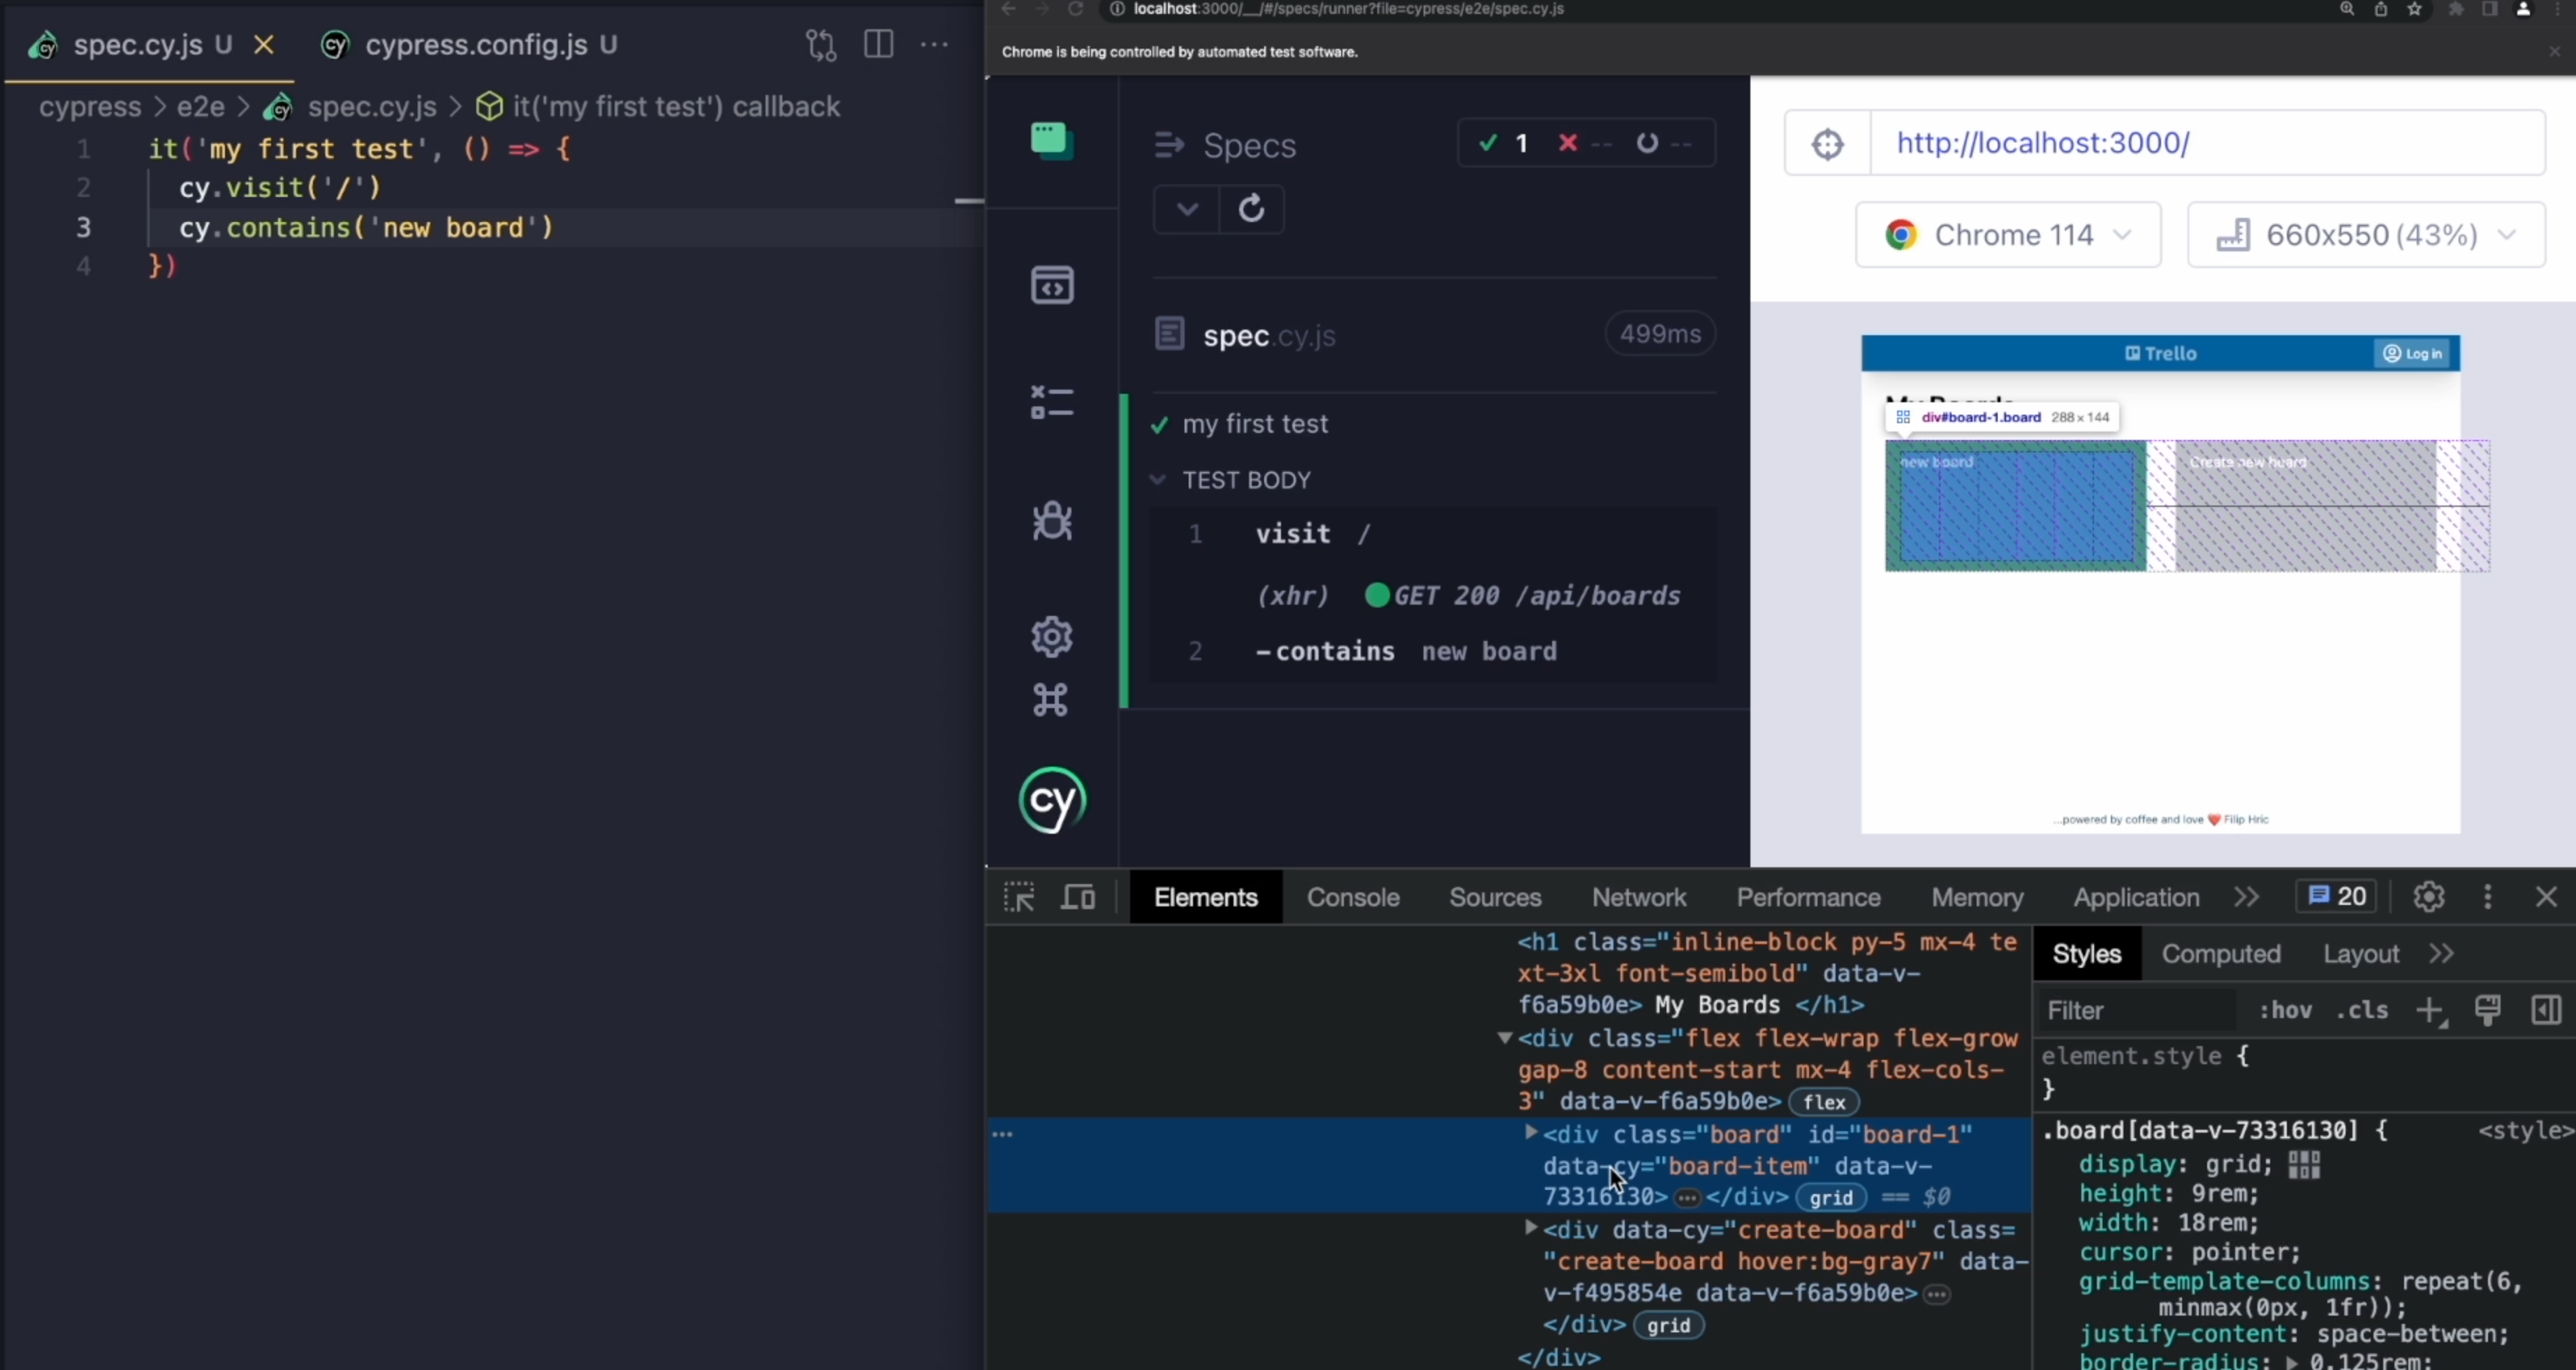 spec.cy.js U
cypress.config.js U
cypress > e2e > spec.cy.js > it('my first test') callback
1 it('my first test', () => {
2 cy.visit('/')
3 cy.contains('new board')
4 })
localhost:3000/__/#/specs/runner?file=cypress/e2e/spec.cy.js
Chrome is being controlled by automated test software.
Specs
1 -- --
spec.cy.js 499ms
my first test
TEST BODY
1 visit /
(xhr) GET 200 /api/boards
2 -contains new board
cy
http://localhost:3000/
Chrome 114
660x550 (43%)
Trello
Log in
My Boards
div#board-1.board 288 × 144
new board
Create new board
...powered by coffee and love ❤️ Filip Hric
Elements Console Sources Network Performance Memory Application 20
<h1 class="inline-block py-5 mx-4 te
xt-3xl font-semibold" data-v-
f6a59b0e> My Boards </h1>
<div class="flex flex-wrap flex-grow
gap-8 content-start mx-4 flex-cols-
3" data-v-f6a59b0e> flex
<div class="board" id="board-1"
data-cy="board-item" data-v-
73316130> … </div> grid == $0
<div data-cy="create-board" class=
"create-board hover:bg-gray7" data-
v-f495854e data-v-f6a59b0e> …
</div> grid
</div>
Styles Computed Layout
Filter :hov .cls
element.style {
}
.board[data-v-73316130] { <style>
display: grid;
height: 9rem;
width: 18rem;
cursor: pointer;
grid-template-columns: repeat(6,
minmax(0px, 1fr));
justify-content: space-between;
border-radius: 0.125rem;